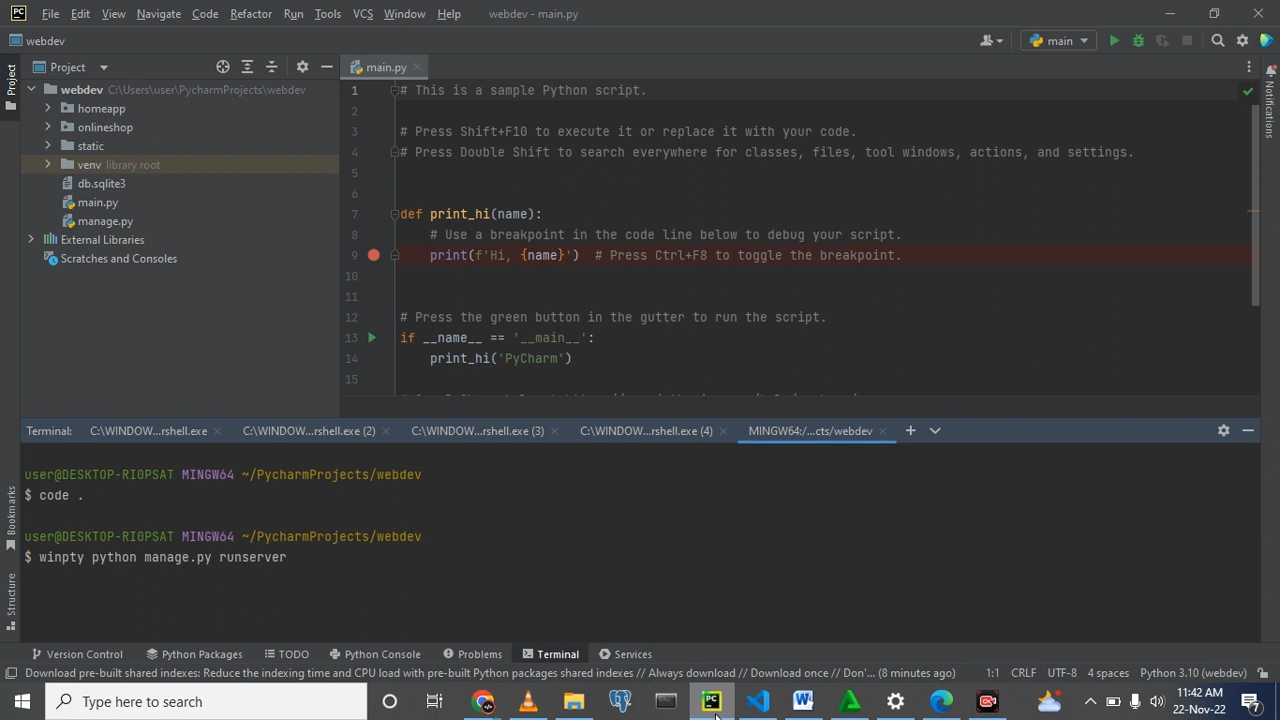 PC File Edit View Navigate Code Refactor Run Tools VCS Window Help webdev - main.py
webdev main
Project main.py
webdev C:\Users\user\PycharmProjects\webdev
homeapp
onlineshop
static
venv library root
db.sqlite3
main.py
manage.py
External Libraries
Scratches and Consoles
1 # This is a sample Python script.
2
3 # Press Shift+F10 to execute it or replace it with your code.
4 # Press Double Shift to search everywhere for classes, files, tool windows, actions, and settings.
5
6
7 def print_hi(name):
8 # Use a breakpoint in the code line below to debug your script.
9 print(f'Hi, {name}') # Press Ctrl+F8 to toggle the breakpoint.
10
11
12 # Press the green button in the gutter to run the script.
13 if __name__ == '__main__':
14 print_hi('PyCharm')
15
Project
Bookmarks
Structure
Notifications
Terminal: C:\WINDOW...rshell.exe C:\WINDOW...rshell.exe (2) C:\WINDOW...rshell.exe (3) C:\WINDOW...rshell.exe (4) MINGW64:/...cts/webdev
user@DESKTOP-RI0PSAT MINGW64 ~/PycharmProjects/webdev
$ code .
user@DESKTOP-RI0PSAT MINGW64 ~/PycharmProjects/webdev
$ winpty python manage.py runserver
Version Control Python Packages TODO Python Console Problems Terminal Services
Download pre-built shared indexes: Reduce the indexing time and CPU load with pre-built Python packages shared indexes // Always download // Download once // Don'... (8 minutes ago) 1:1 CRLF UTF-8 4 spaces Python 3.10 (webdev)
Type here to search
PC
W
11:42 AM
22-Nov-22
7